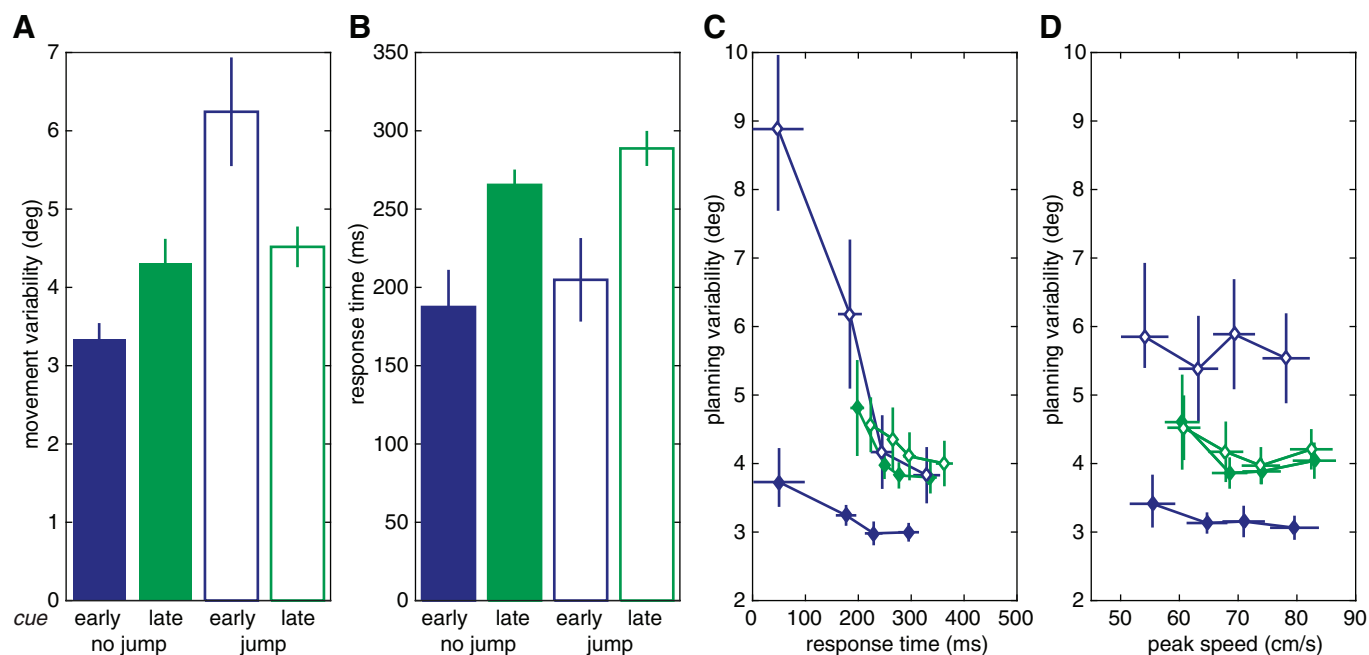 A
B
C
D
movement variability (deg)
7
6
5
4
3
2
1
0
cue
early late early late
no jump jump
response time (ms)
350
300
250
200
150
100
50
0
early late early late
no jump jump
planning variability (deg)
10
9
8
7
6
5
4
3
2
0 100 200 300 400 500
response time (ms)
planning variability (deg)
10
9
8
7
6
5
4
3
2
50 60 70 80 90
peak speed (cm/s)